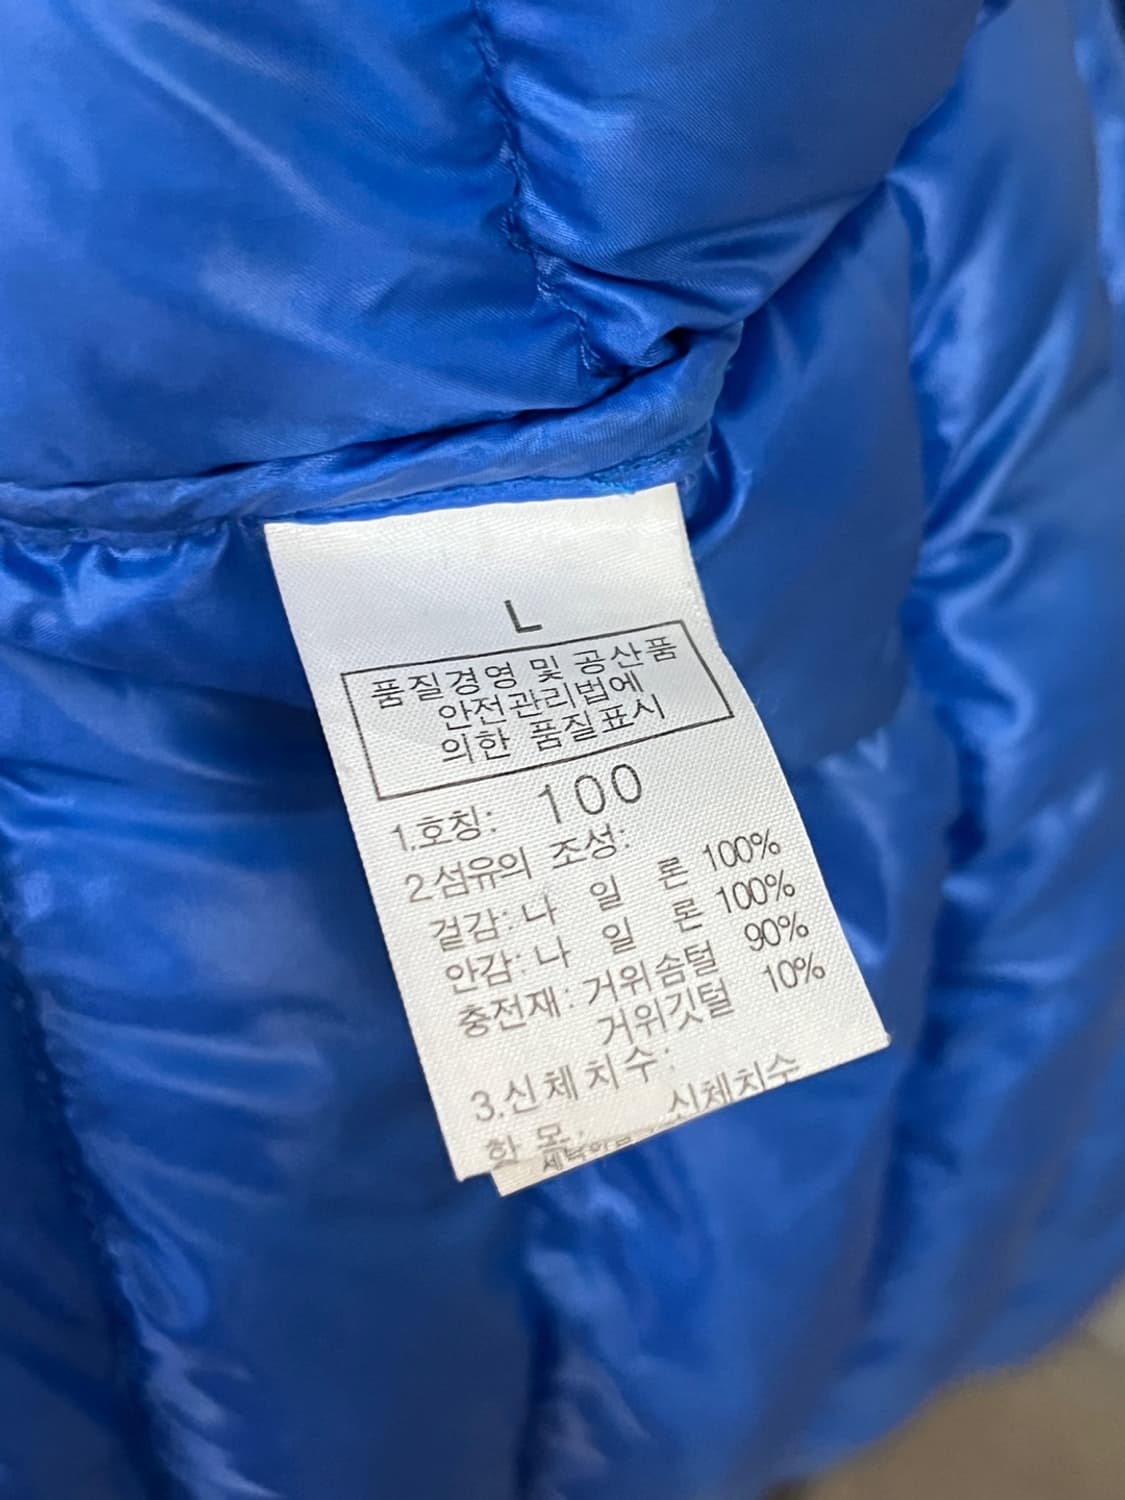 L
품질경영 및 공산품
안전관리법에
의한 품질표시
1.호칭: 100
2.섬유의 조성:
겉감: 나 일 론 100%
안감: 나 일 론 100%
충전재: 거위솜털 90%
거위깃털 10%
3.신체치수:
항 목: 신체치수